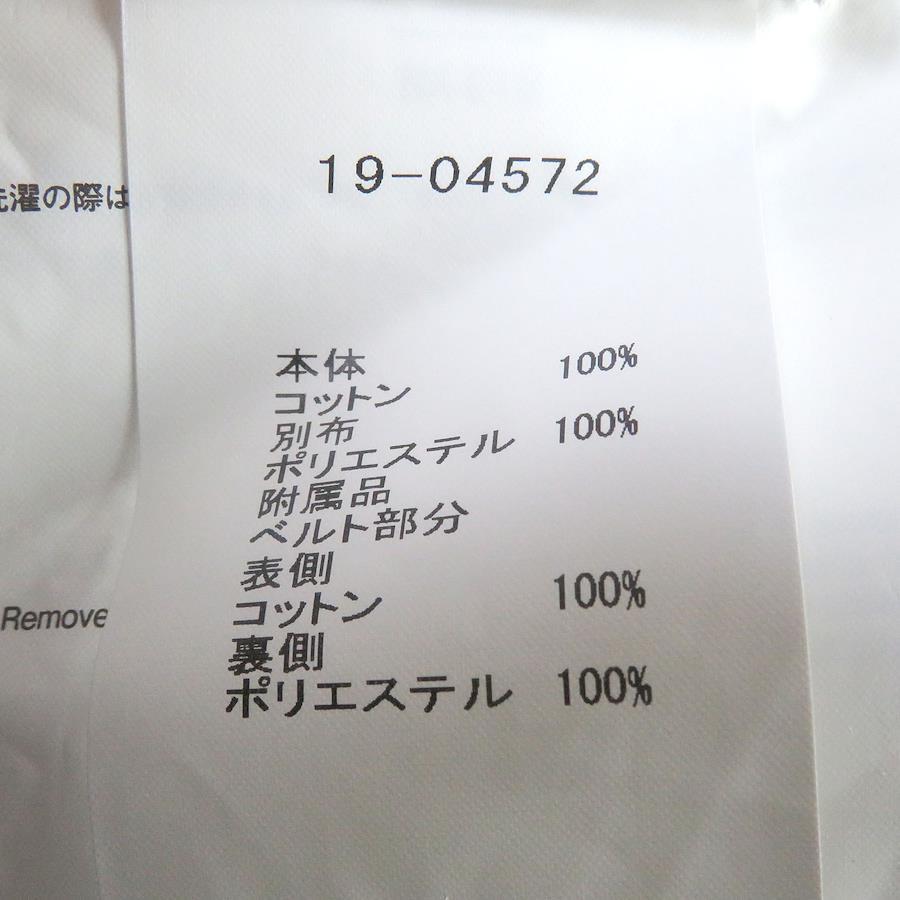 19-04572
洗濯の際は
本体
コットン 100%
別布
ポリエステル 100%
附属品
ベルト部分
表側
コットン 100%
裏側
ポリエステル 100%
Remove